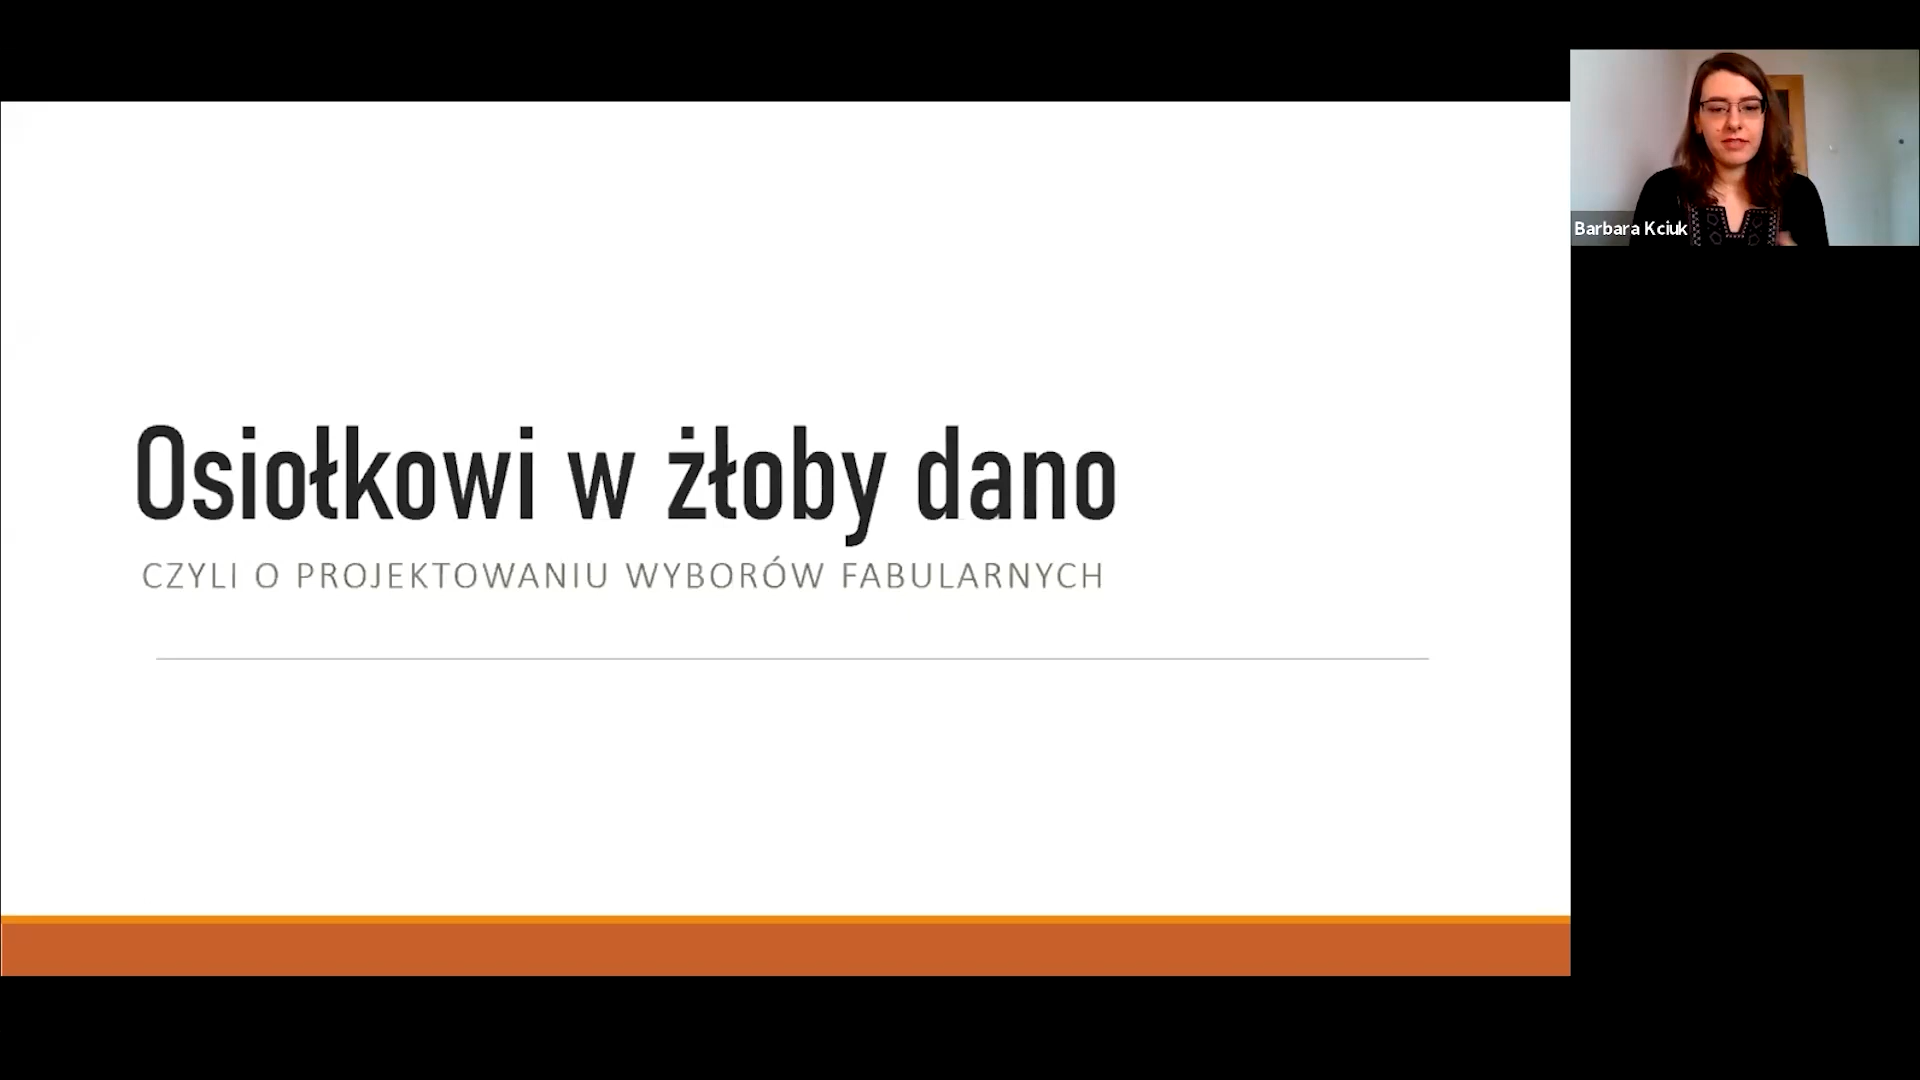 Osiołkowi w żłoby dano
CZYLI O PROJEKTOWANIU WYBORÓW FABULARNYCH
Barbara Kciuk